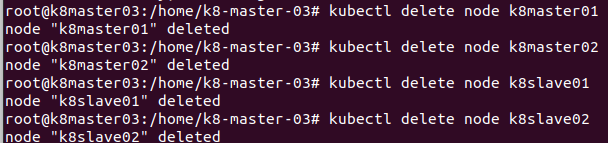 root@k8master03:/home/k8-master-03# kubectl delete node k8master01
node "k8master01" deleted
root@k8master03:/home/k8-master-03# kubectl delete node k8master02
node "k8master02" deleted
root@k8master03:/home/k8-master-03# kubectl delete node k8slave01
node "k8slave01" deleted
root@k8master03:/home/k8-master-03# kubectl delete node k8slave02
node "k8slave02" deleted